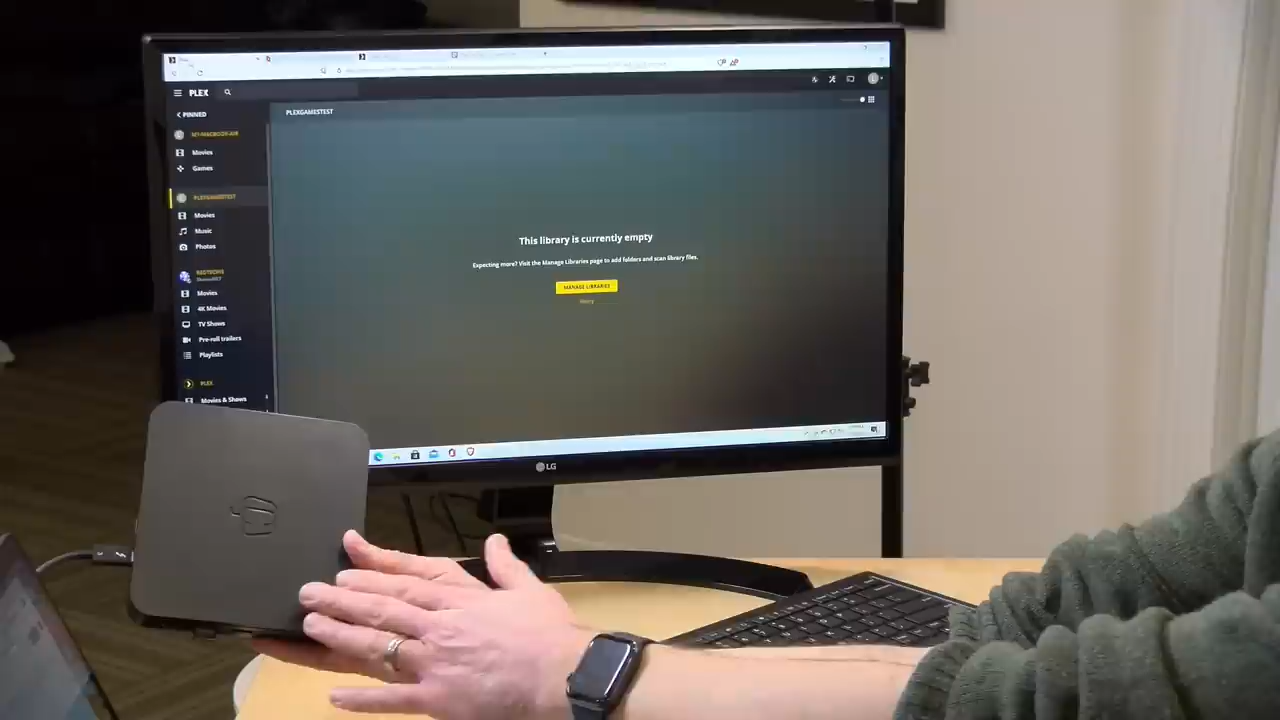 PLEX
PINNED
PLEXGAMESTEST
Movies
Games
PLEXGAMESTEST
Movies
Music
Photos
Movies
4K Movies
TV Shows
Pre-roll trailers
Playlists
PLEX
Movies & Shows
This library is currently empty
Expecting more? Visit the Manage Libraries page to add folders and scan library files.
MANAGE LIBRARIES
LG